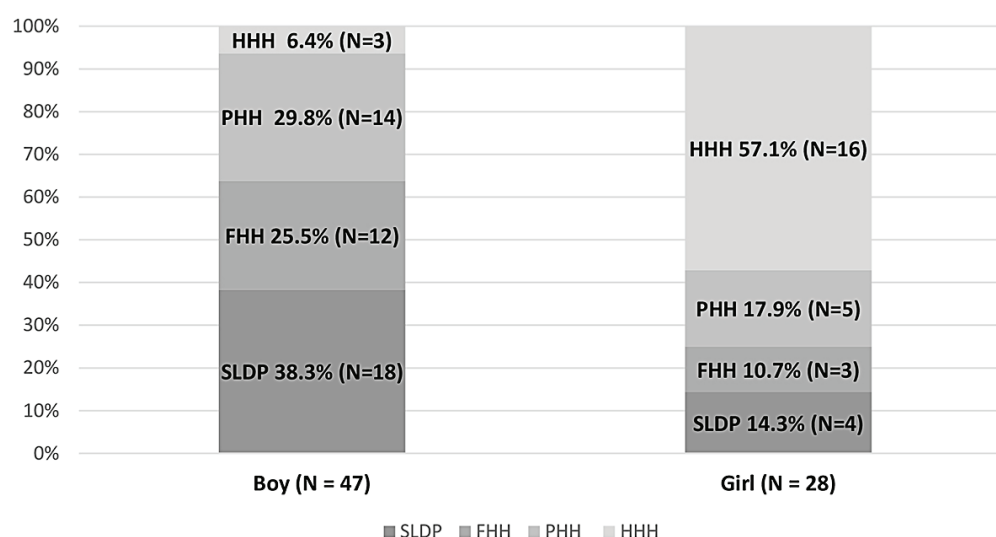 100%
90%
80%
70%
60%
50%
40%
30%
20%
10%
0%
HHH 6.4% (N=3)
PHH 29.8% (N=14)
FHH 25.5% (N=12)
SLDP 38.3% (N=18)
HHH 57.1% (N=16)
PHH 17.9% (N=5)
FHH 10.7% (N=3)
SLDP 14.3% (N=4)
Boy (N = 47)
Girl (N = 28)
SLDP FHH PHH HHH